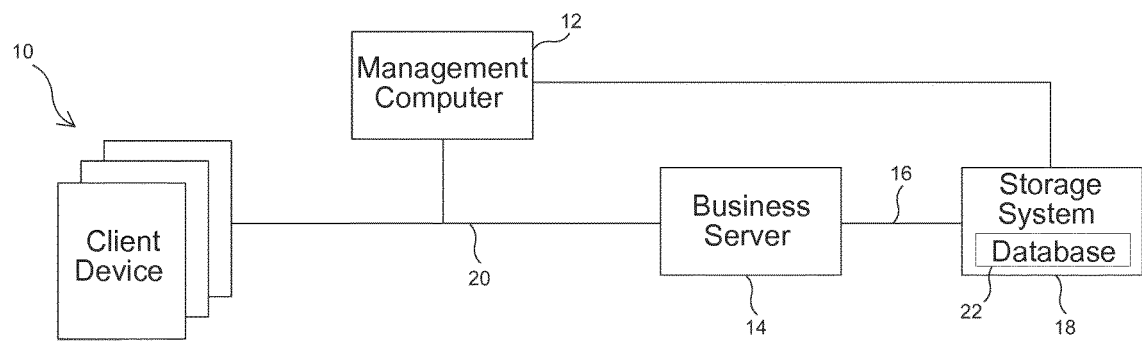 10
12
Management
Computer
Client
Device
20
Business
Server
14
16
Storage
System
Database
22
18